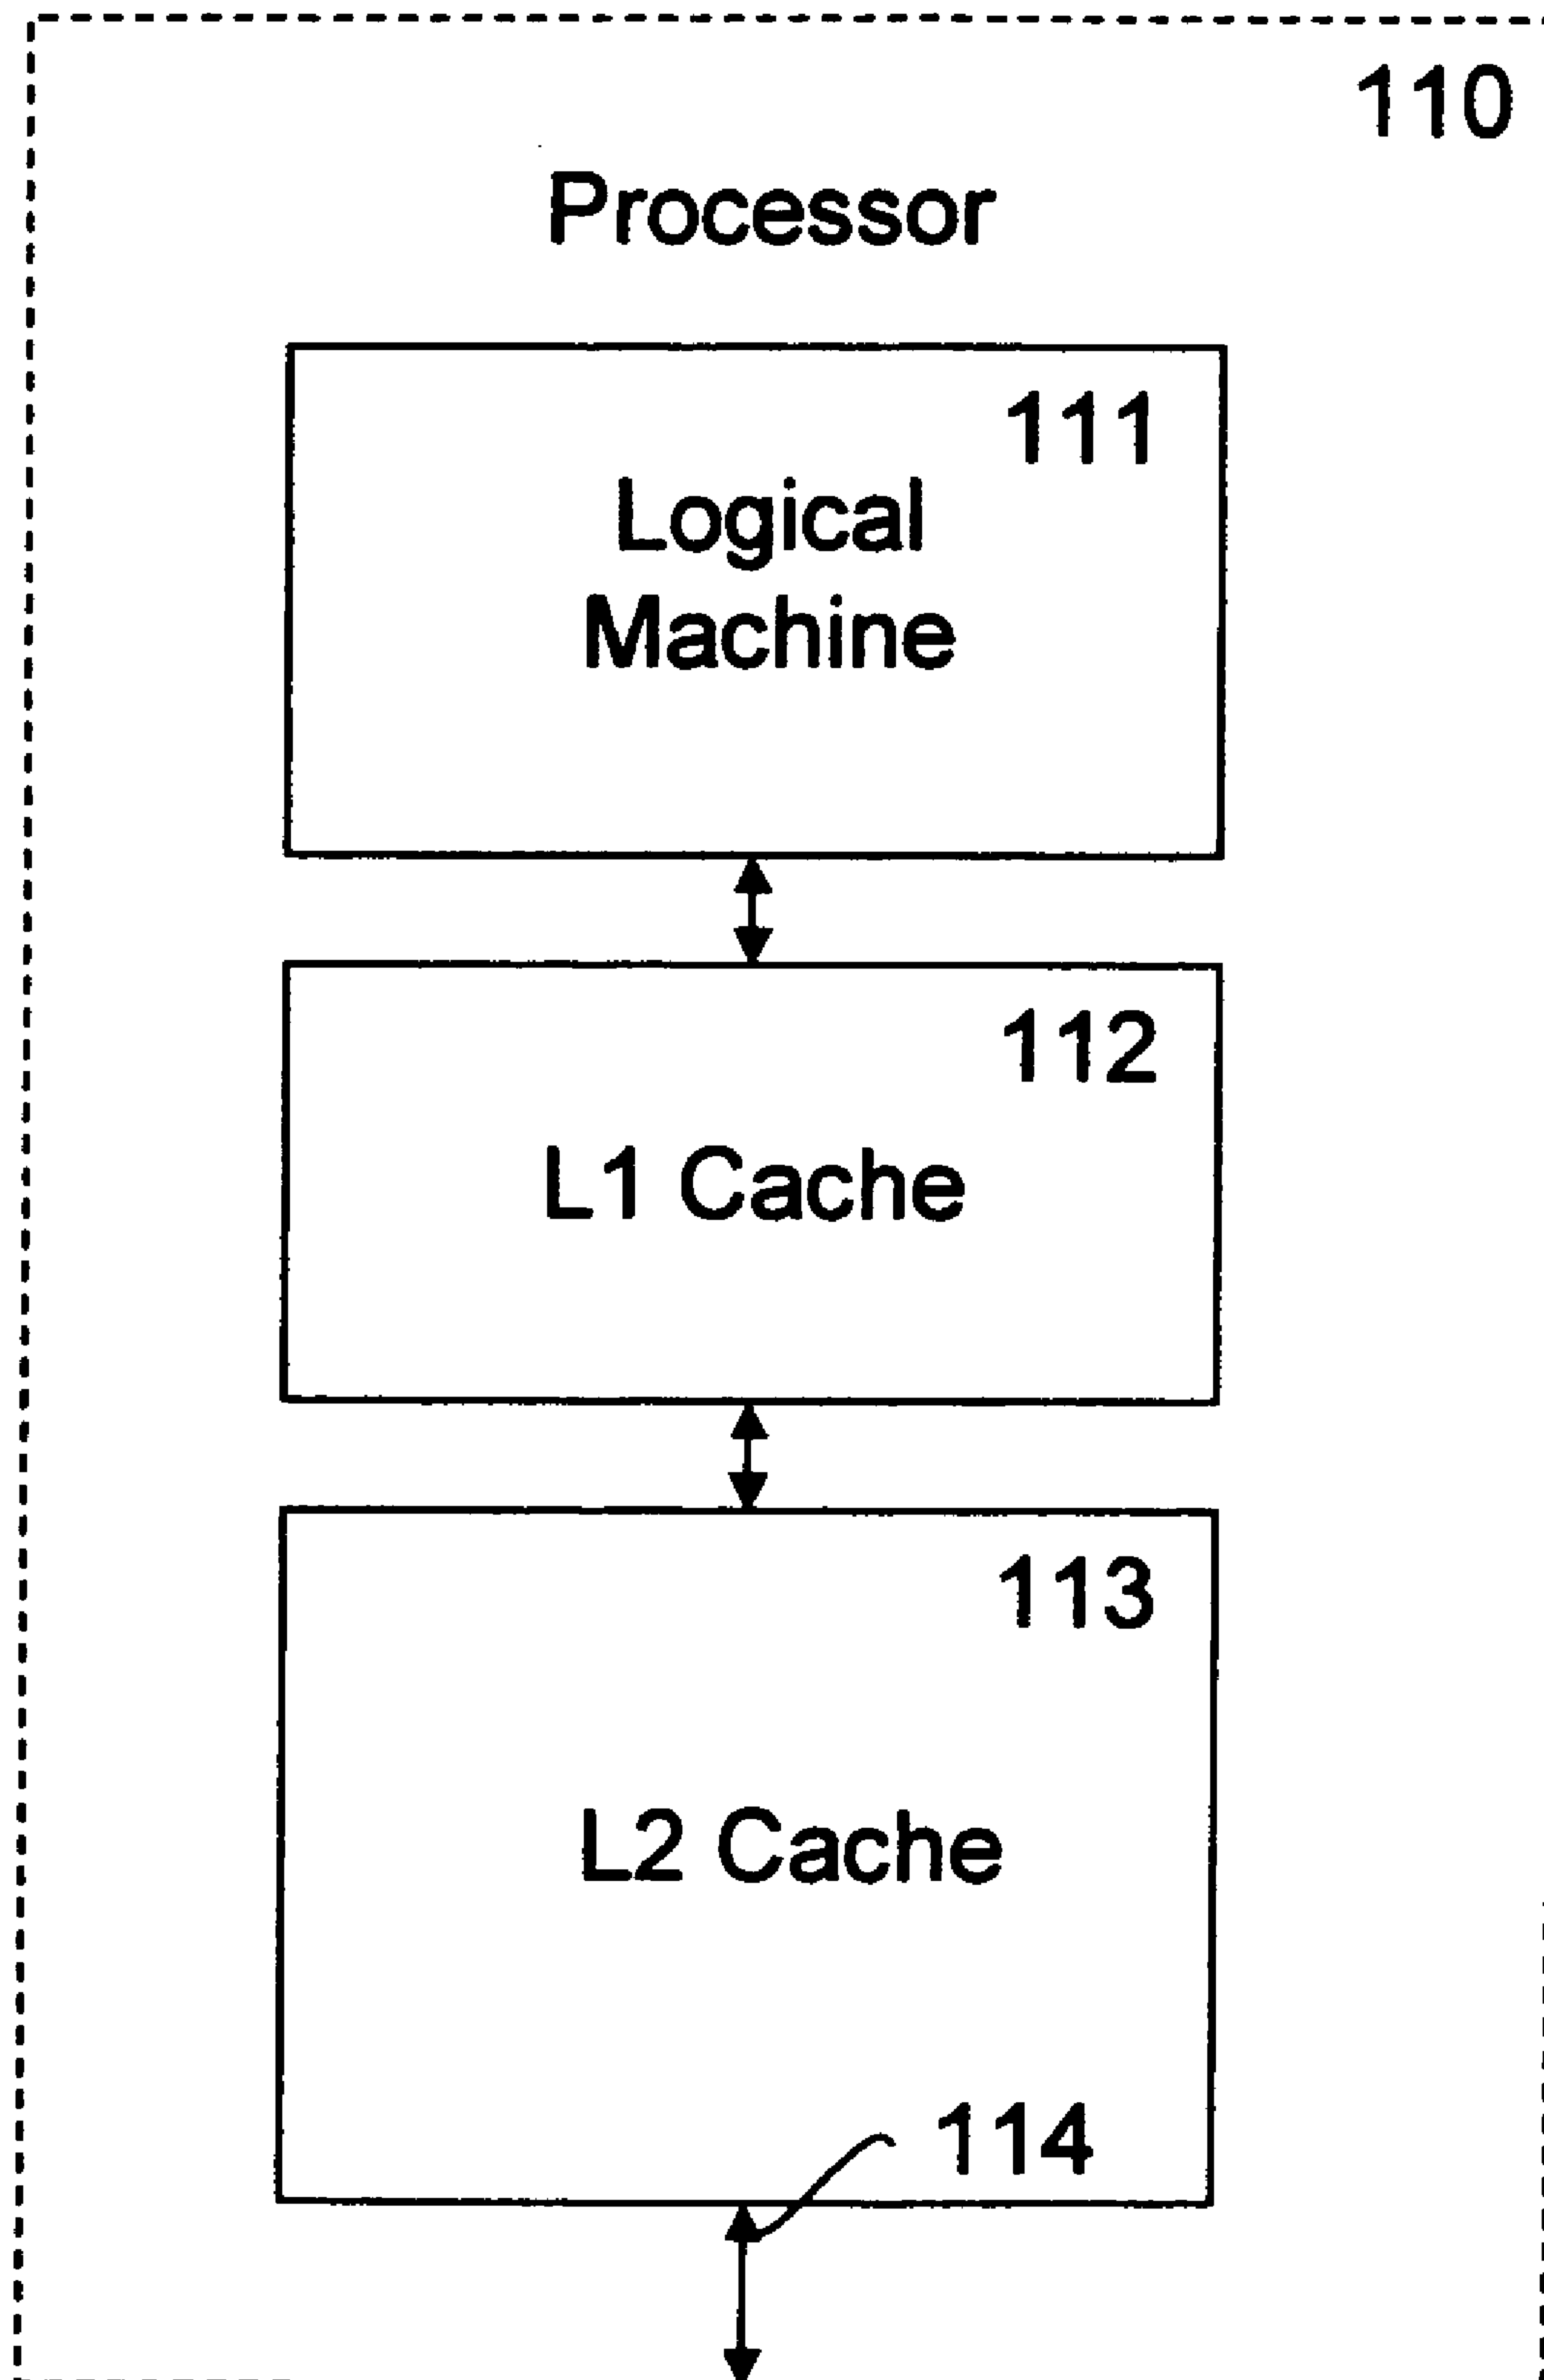 110
Processor
111
Logical
Machine
112
L1 Cache
113
L2 Cache
114